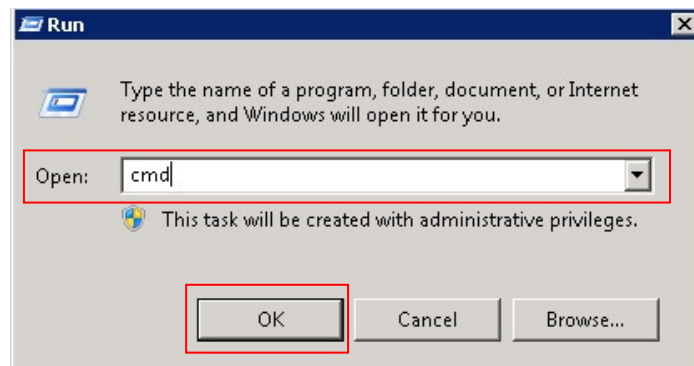 Run
Type the name of a program, folder, document, or Internet
resource, and Windows will open it for you.
Open: cmd
This task will be created with administrative privileges.
OK Cancel Browse...